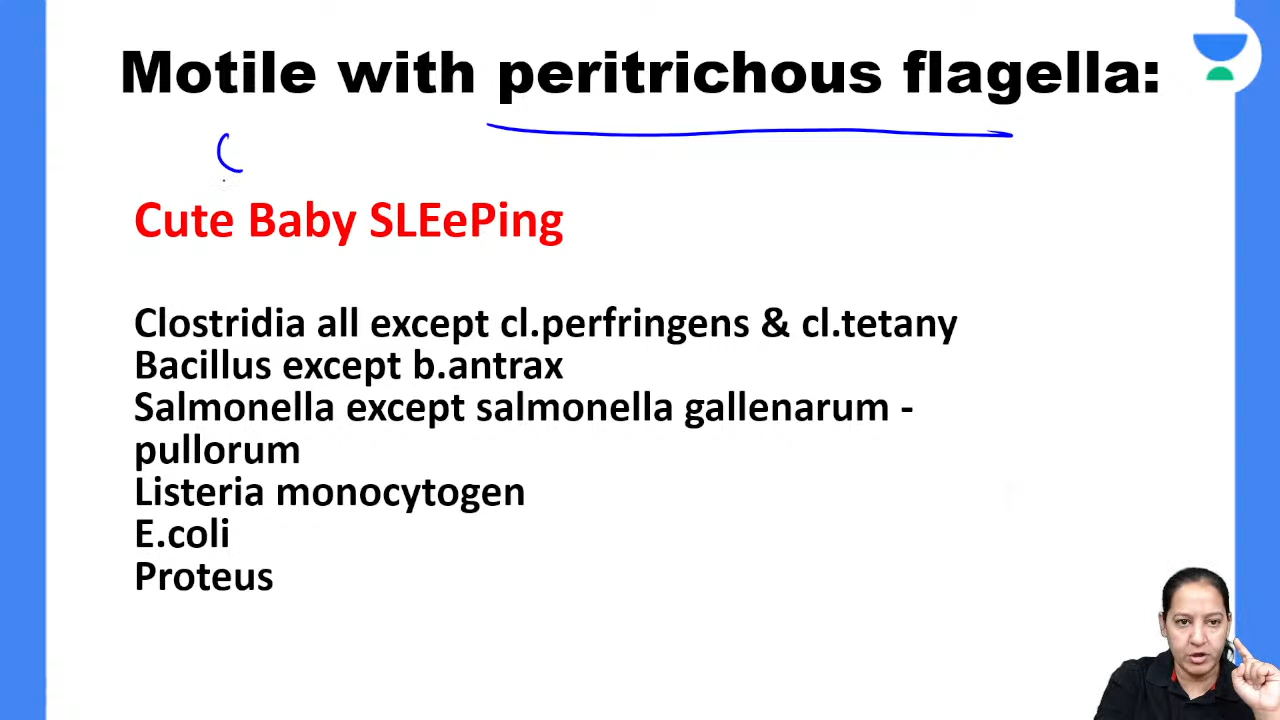 Motile with peritrichous flagella:
Cute Baby SLEePing
Clostridia all except cl.perfringens & cl.tetany
Bacillus except b.antrax
Salmonella except salmonella gallenarum -
pullorum
Listeria monocytogen
E.coli
Proteus